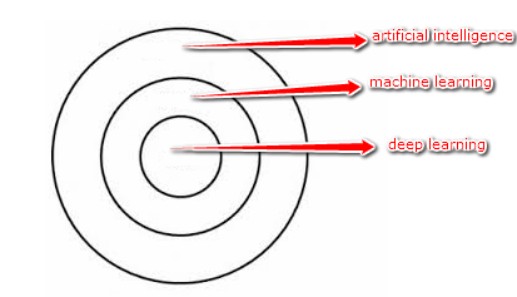 artificial intelligence
machine learning
deep learning